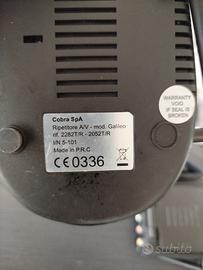 Cobra SpA
Ripetitore A/V - mod. Galileo
rif. 2282T/R - 2052T/R
I/N 5-101
Made in P.R.C
CE 0336
WARRANTY
VOID IF
SEAL IS
BROKEN
subito